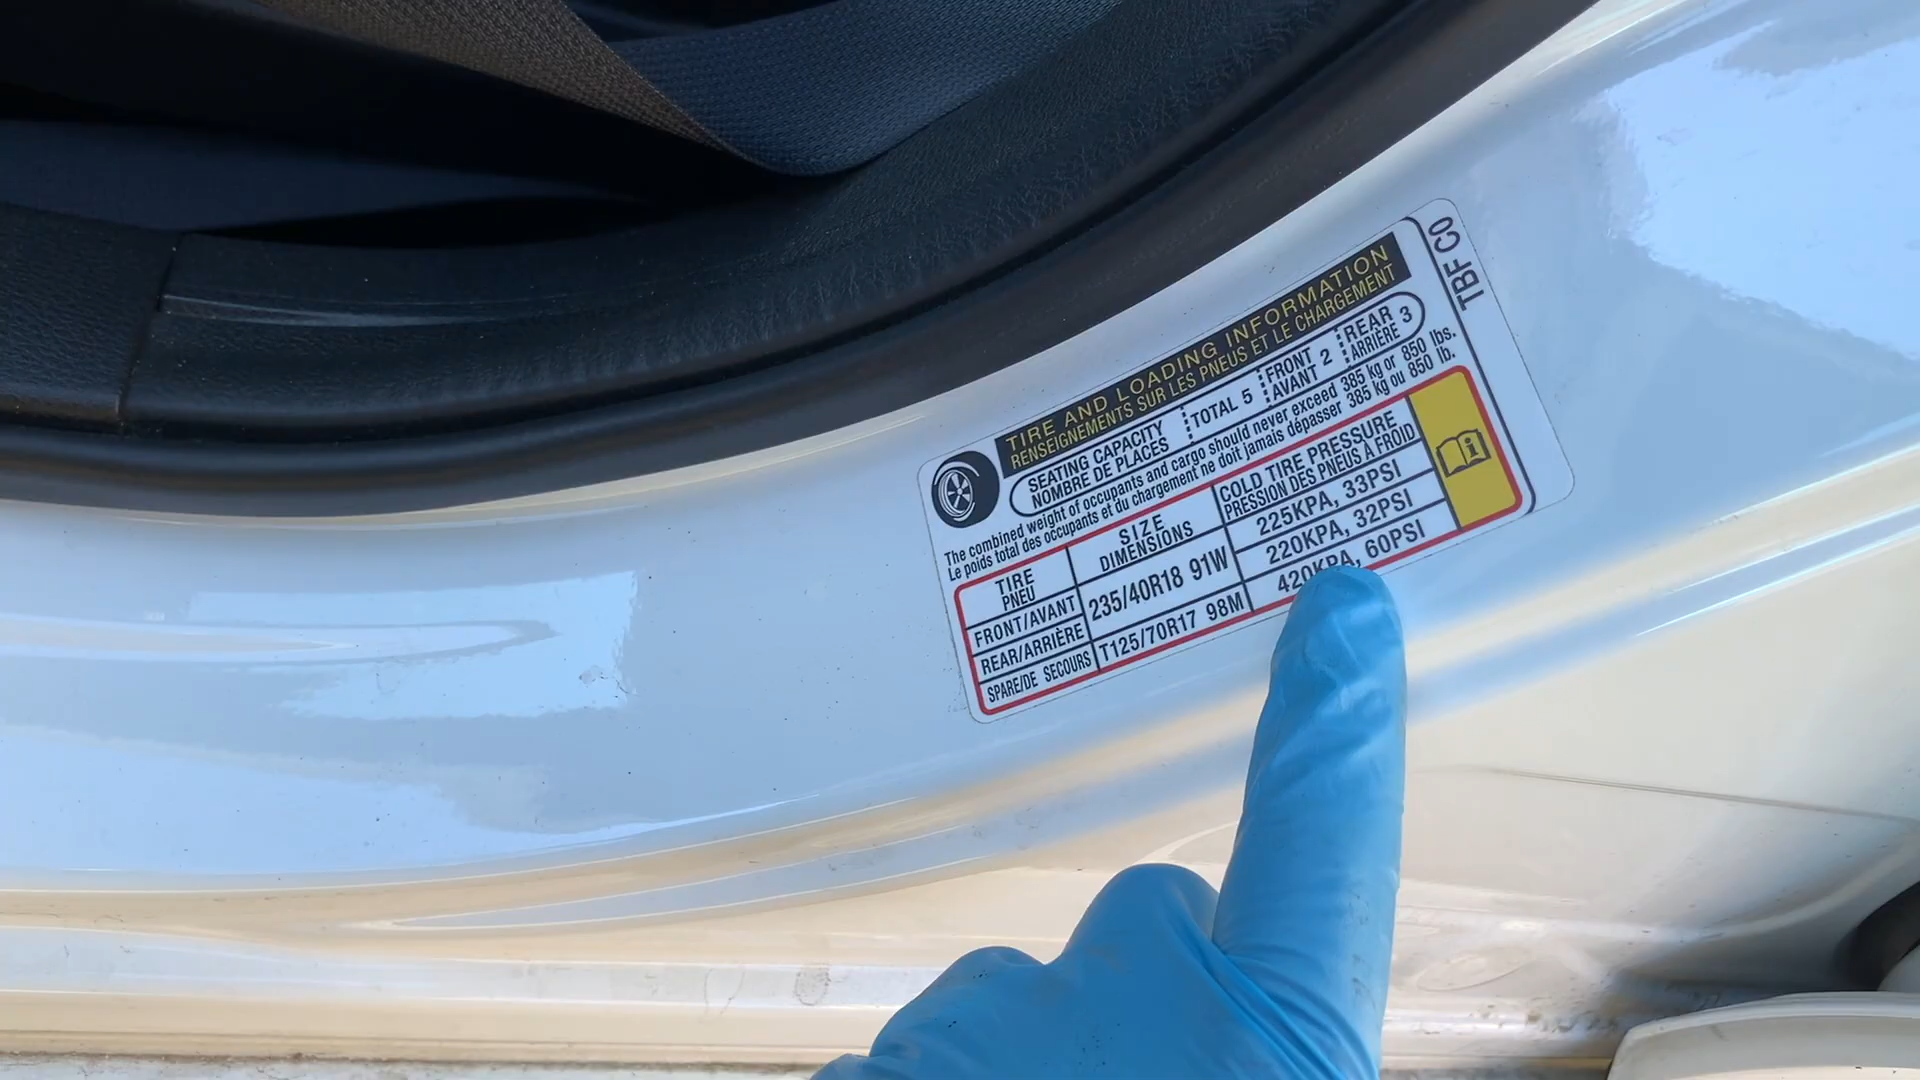 TIRE AND LOADING INFORMATION
RENSEIGNEMENTS SUR LES PNEUS ET LE CHARGEMENT
TBF C0
SEATING CAPACITY
NOMBRE DE PLACES
TOTAL 5
FRONT
AVANT 2
REAR
ARRIÈRE 3
The combined weight of occupants and cargo should never exceed 385 kg or 850 lbs.
Le poids total des occupants et du chargement ne doit jamais dépasser 385 kg ou 850 lb.
TIRE
PNEU
SIZE
DIMENSIONS
COLD TIRE PRESSURE
PRESSION DES PNEUS À FROID
FRONT/AVANT
235/40R18 91W
225KPA, 33PSI
REAR/ARRIÈRE
220KPA, 32PSI
SPARE/DE SECOURS
T125/70R17 98M
420KPA, 60PSI